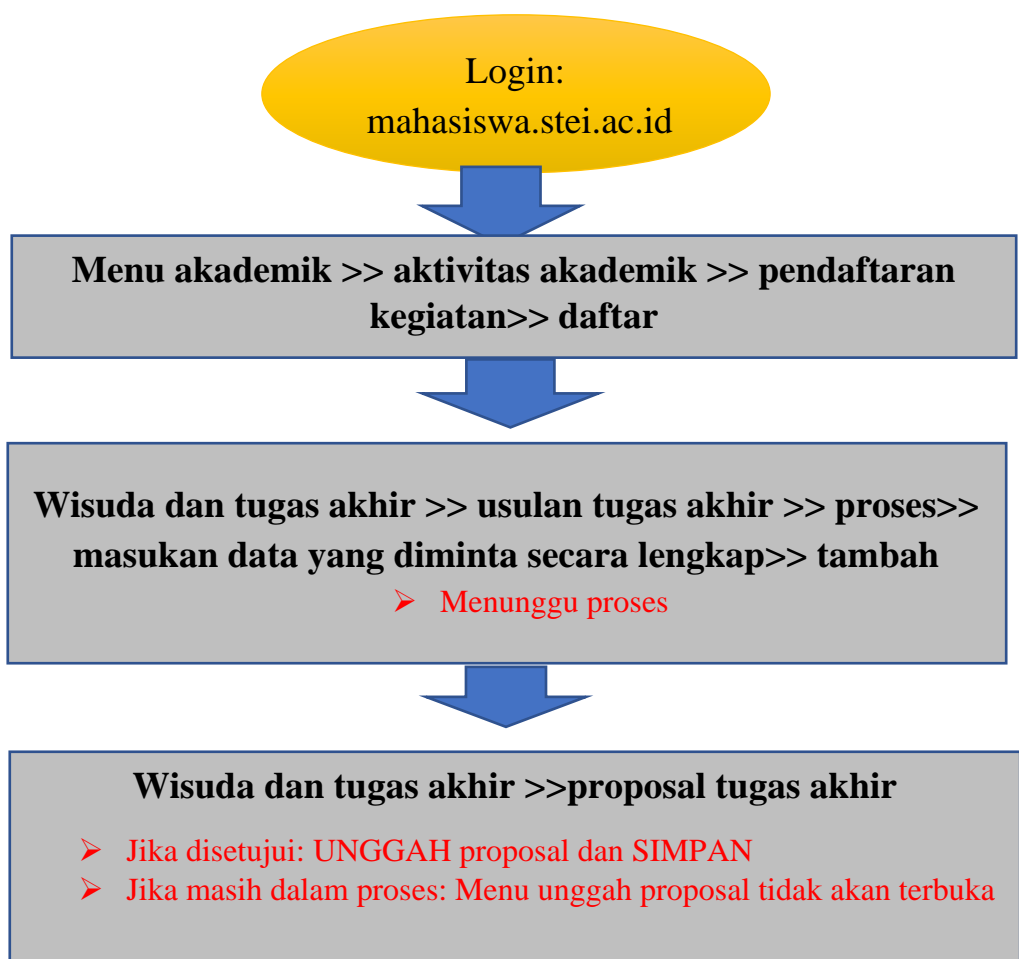 Login:
mahasiswa.stei.ac.id
Menu akademik >> aktivitas akademik >> pendaftaran
kegiatan>> daftar
Wisuda dan tugas akhir >> usulan tugas akhir >> proses>>
masukan data yang diminta secara lengkap>> tambah
➢ Menunggu proses
Wisuda dan tugas akhir >>proposal tugas akhir
➢ Jika disetujui: UNGGAH proposal dan SIMPAN
➢ Jika masih dalam proses: Menu unggah proposal tidak akan terbuka